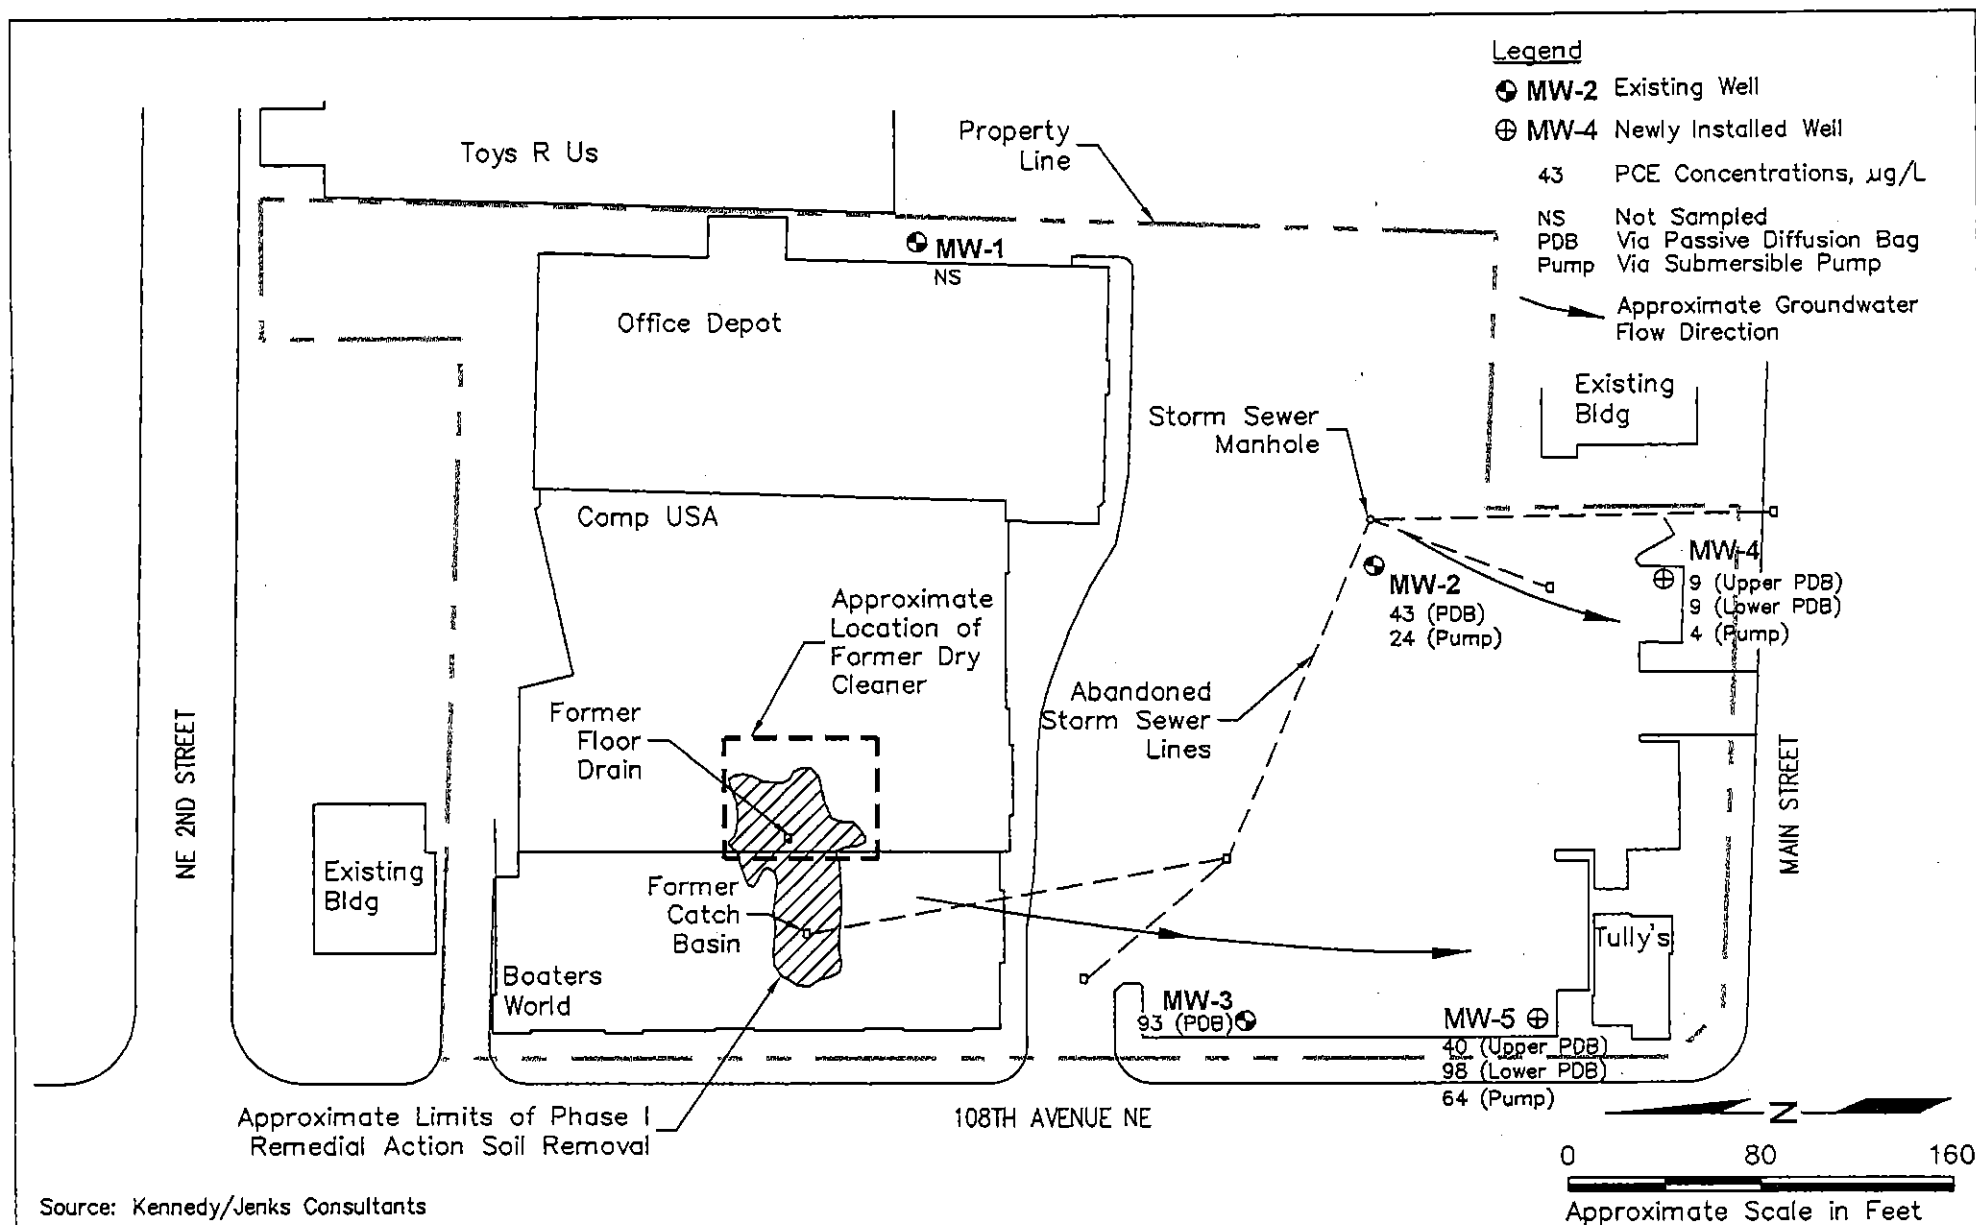 Legend
MW-2 Existing Well
MW-4 Newly Installed Well
43 PCE Concentrations, µg/L
NS Not Sampled
PDB Via Passive Diffusion Bag
Pump Via Submersible Pump
Approximate Groundwater
Flow Direction
Toys R Us
Property
Line
MW-1
NS
Office Depot
Existing
Bldg
Storm Sewer
Manhole
Comp USA
MW-4
9 (Upper PDB)
9 (Lower PDB)
4 (Pump)
MW-2
43 (PDB)
24 (Pump)
Approximate
Location of
Former Dry
Cleaner
Abandoned
Storm Sewer
Lines
Former
Floor
Drain
NE 2ND STREET
MAIN STREET
Existing
Bldg
Former
Catch
Basin
Tully's
Boaters
World
MW-3
93 (PDB)
MW-5
40 (Upper PDB)
98 (Lower PDB)
64 (Pump)
Approximate Limits of Phase I
Remedial Action Soil Removal
108TH AVENUE NE
N
0 80 160
Approximate Scale in Feet
Source: Kennedy/Jenks Consultants